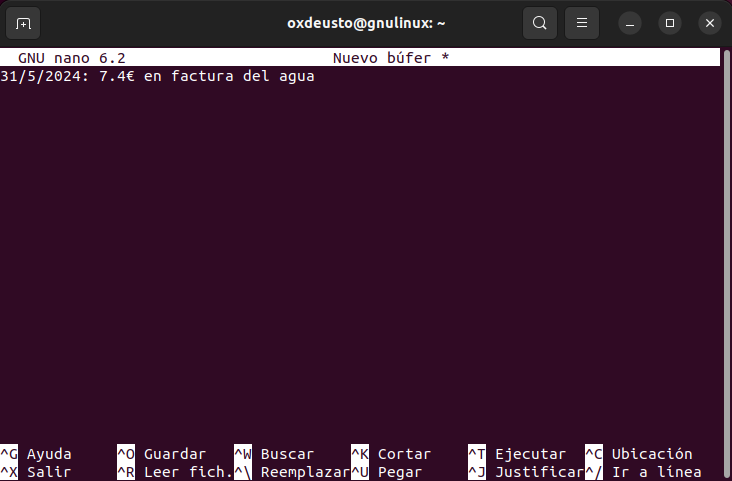 oxdeusto@gnulinux: ~
GNU nano 6.2 Nuevo búfer *
31/5/2024: 7.4€ en factura del agua
^G Ayuda ^O Guardar ^W Buscar ^K Cortar ^T Ejecutar ^C Ubicación
^X Salir ^R Leer fich. ^\ Reemplazar ^U Pegar ^J Justificar ^/ Ir a línea